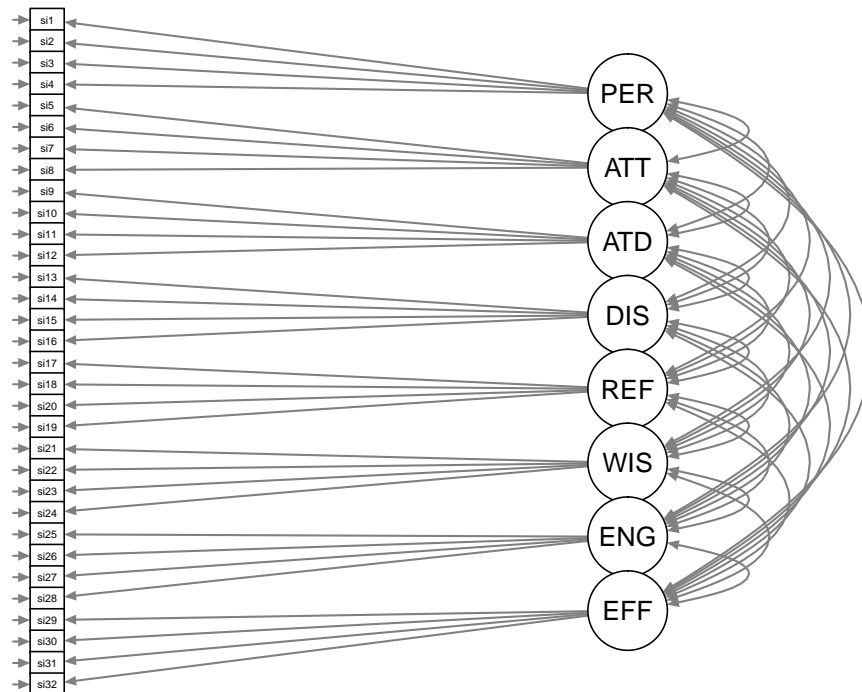 si1
si2
si3
si4
si5
si6
si7
si8
si9
si10
si11
si12
si13
si14
si15
si16
si17
si18
si20
si19
si21
si22
si23
si24
si25
si26
si27
si28
si29
si30
si31
si32
PER
ATT
ATD
DIS
REF
WIS
ENG
EFF